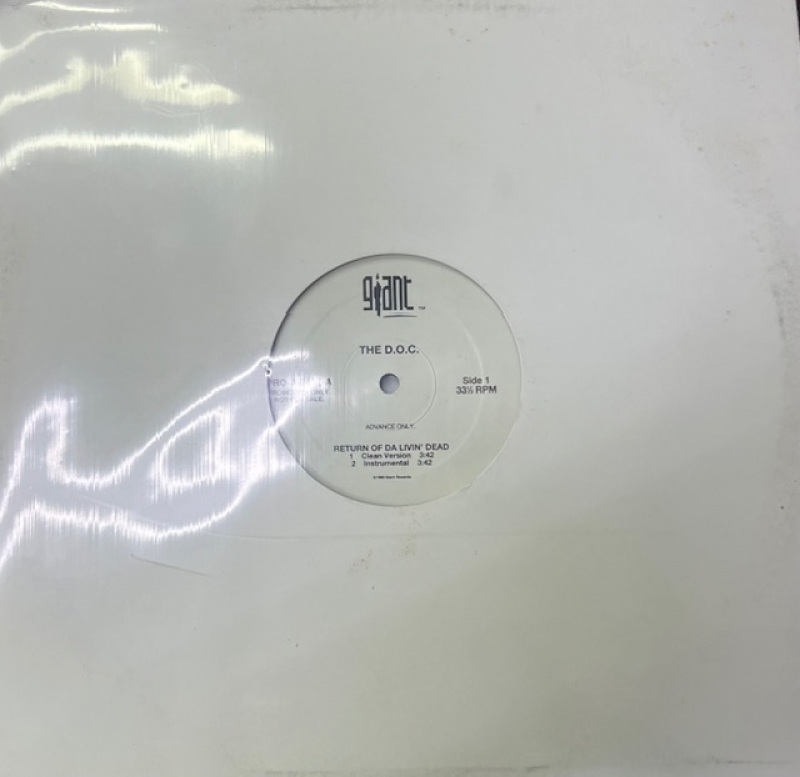 giant ™
THE D.O.C.
Side 1
33⅓ RPM
ADVANCE ONLY.
RETURN OF DA LIVIN' DEAD
1 Clean Version 3:42
2 Instrumental 3:42